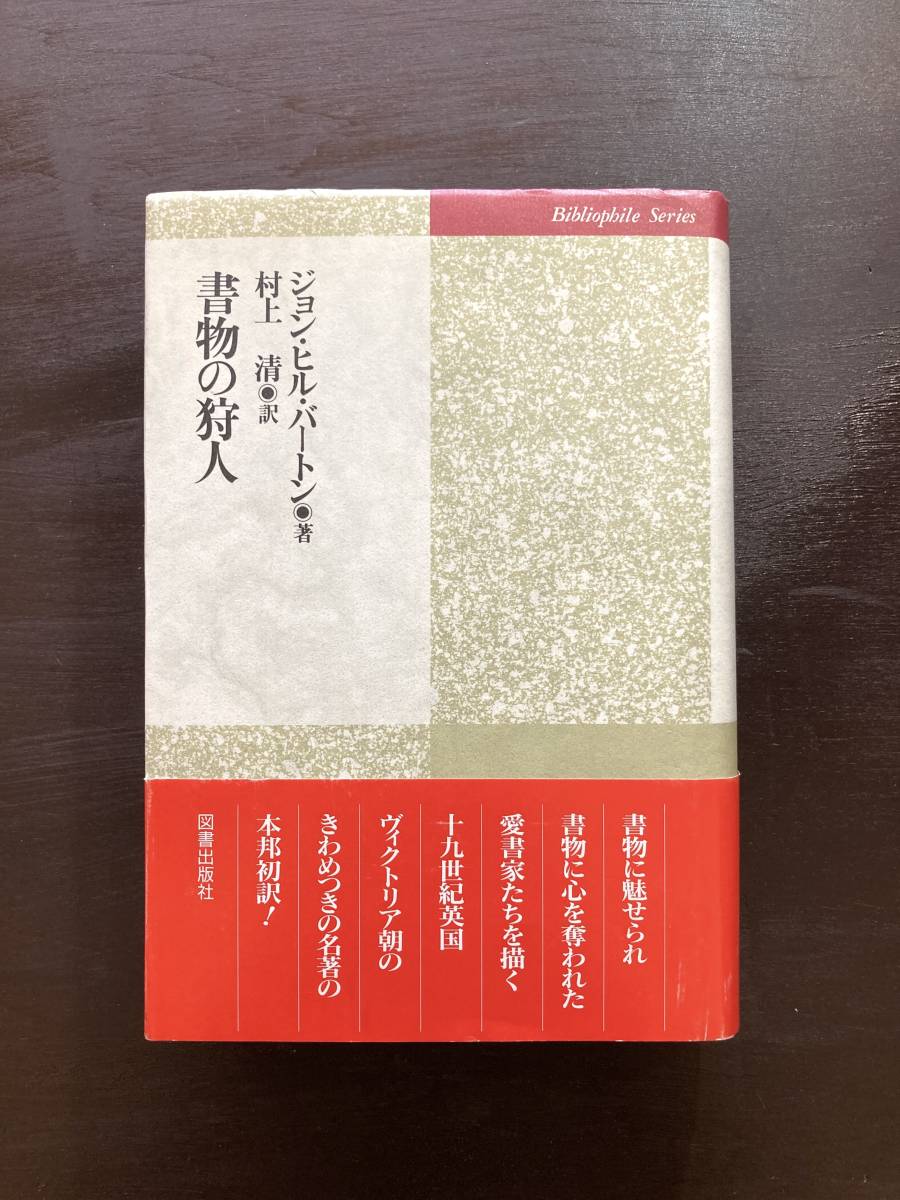 Bibliophile Series
ジョン・ヒル・バートン◉著
村上 清◉訳
書物の狩人
書物に魅せられ
書物に心を奪われた
愛書家たちを描く
十九世紀英国
ヴィクトリア朝の
きわめつきの名著の
本邦初訳!
図書出版社